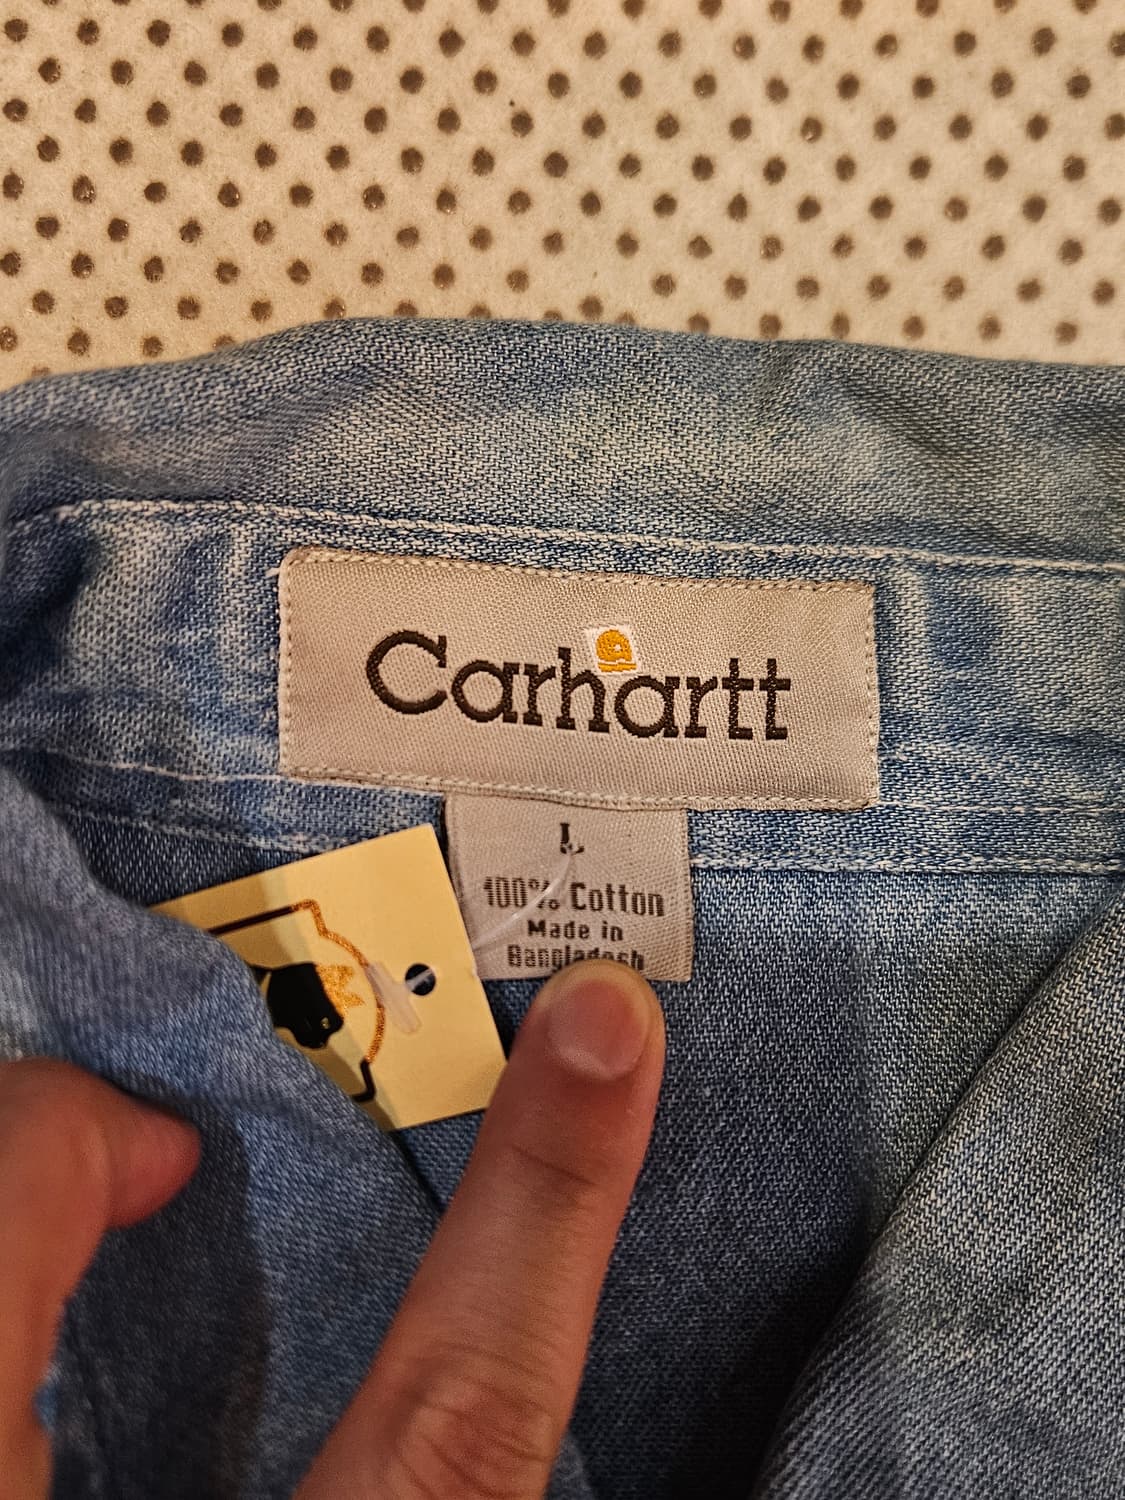 Carhartt
L
100% Cotton
Made in
Bangladesh